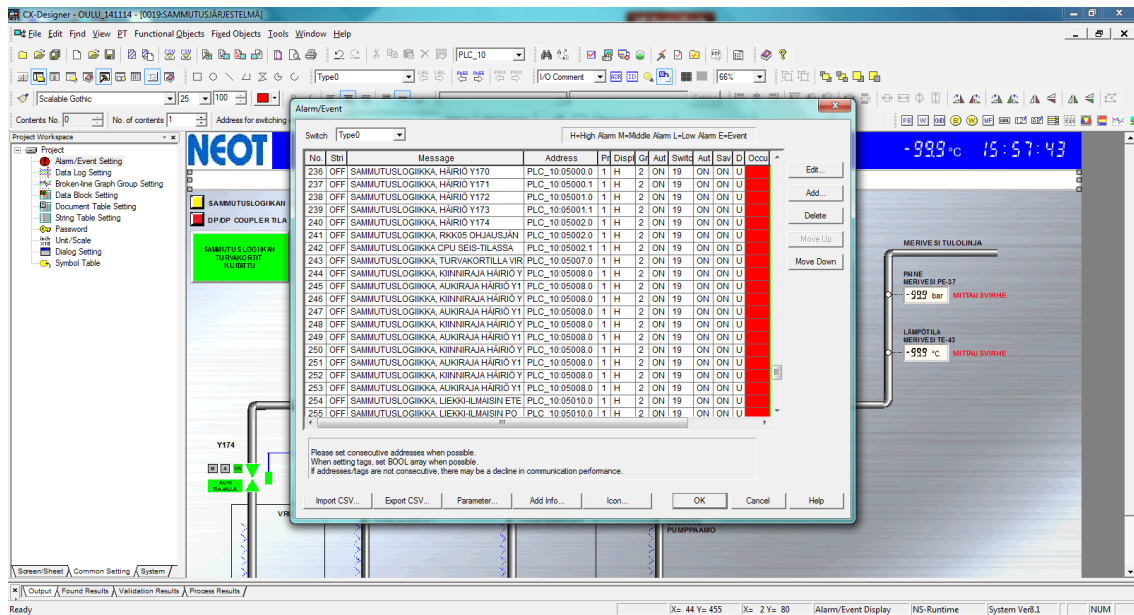 CX-Designer - OULU_141114 - [0019:SAMMUTUSJÄRJESTELMÄ]
File Edit Find View PT Functional Objects Fixed Objects Tools Window Help
PLC_10
Type0 I/O Comment 66%
Scalable Gothic 25 100
Contents No. 0 No. of contents 1 Address for switching
Project Workspace
Project
Alarm/Event Setting
Data Log Setting
Broken-line Graph Group Setting
Data Block Setting
Document Table Setting
String Table Setting
Password
Unit/Scale
Dialog Setting
Symbol Table
Screen/Sheet Common Setting System
NEOT
-99.9 °C 15:57:43
SAMMUTUSLOGIIKAN
DP/DP COUPLER TILA
SAMMUTUSLOGIIKAN
TURVAKORTIT
KUITATTU
Y174
M A
AUKI
RAJALLA
VR
MERIVESI TULOLINJA
PAINE
MERIVESI PE-37
-99.9 bar MITTAUSVIRHE
LÄMPÖTILA
MERIVESI TE-43
-99.9 °C MITTAUSVIRHE
PUMPPAAMO
Alarm/Event
Switch Type0 H=High Alarm M=Middle Alarm L=Low Alarm E=Event
No. Stri Message Address Pr Displ Gr Aut Switc Aut Sav D Occu
236 OFF SAMMUTUSLOGIIKKA, HÄIRIÖ Y170 PLC_10:05000.0 1 H 2 ON 19 ON ON U
237 OFF SAMMUTUSLOGIIKKA, HÄIRIÖ Y171 PLC_10:05000.1 1 H 2 ON 19 ON ON U
238 OFF SAMMUTUSLOGIIKKA, HÄIRIÖ Y172 PLC_10:05001.0 1 H 2 ON 19 ON ON U
239 OFF SAMMUTUSLOGIIKKA, HÄIRIÖ Y173 PLC_10:05001.1 1 H 2 ON 19 ON ON U
240 OFF SAMMUTUSLOGIIKKA, HÄIRIÖ Y174 PLC_10:05002.0 1 H 2 ON 19 ON ON U
241 OFF SAMMUTUSLOGIIKKA, RKK05 OHJAUSJÄN PLC_10:05002.0 1 H 2 ON 19 ON ON U
242 OFF SAMMUTUSLOGIIKKA CPU SEIS-TILASSA PLC_10:05002.1 1 H 2 ON 19 ON ON D
243 OFF SAMMUTUSLOGIIKKA, TURVAKORTILLA VIR PLC_10:05007.0 1 H 2 ON 19 ON ON U
244 OFF SAMMUTUSLOGIIKKA, KIINNIRAJA HÄIRIÖ Y PLC_10:05008.0 1 H 2 ON 19 ON ON U
245 OFF SAMMUTUSLOGIIKKA, AUKIRAJA HÄIRIÖ Y1 PLC_10:05008.0 1 H 2 ON 19 ON ON U
246 OFF SAMMUTUSLOGIIKKA, KIINNIRAJA HÄIRIÖ Y PLC_10:05008.0 1 H 2 ON 19 ON ON U
247 OFF SAMMUTUSLOGIIKKA, AUKIRAJA HÄIRIÖ Y1 PLC_10:05008.0 1 H 2 ON 19 ON ON U
248 OFF SAMMUTUSLOGIIKKA, KIINNIRAJA HÄIRIÖ Y PLC_10:05008.0 1 H 2 ON 19 ON ON U
249 OFF SAMMUTUSLOGIIKKA, AUKIRAJA HÄIRIÖ Y1 PLC_10:05008.0 1 H 2 ON 19 ON ON U
250 OFF SAMMUTUSLOGIIKKA, KIINNIRAJA HÄIRIÖ Y PLC_10:05008.0 1 H 2 ON 19 ON ON U
251 OFF SAMMUTUSLOGIIKKA, AUKIRAJA HÄIRIÖ Y1 PLC_10:05008.0 1 H 2 ON 19 ON ON U
252 OFF SAMMUTUSLOGIIKKA, KIINNIRAJA HÄIRIÖ Y PLC_10:05008.0 1 H 2 ON 19 ON ON U
253 OFF SAMMUTUSLOGIIKKA, AUKIRAJA HÄIRIÖ Y1 PLC_10:05008.0 1 H 2 ON 19 ON ON U
254 OFF SAMMUTUSLOGIIKKA, LIEKKI-ILMAISIN ETE PLC_10:05010.0 1 H 2 ON 19 ON ON U
255 OFF SAMMUTUSLOGIIKKA, LIEKKI-ILMAISIN PO PLC_10:05010.0 1 H 2 ON 19 ON ON U
Edit...
Add...
Delete
Move Up
Move Down
Please set consecutive addresses when possible.
When setting tags, set BOOL array when possible.
If addresses/tags are not consecutive, there may be a decline in communication perfomance.
Import CSV... Export CSV... Parameter... Add Info... Icon... OK Cancel Help
Output Found Results Validation Results Process Results
Ready X= 44 Y= 455 X= 2 Y= 80 Alarm/Event Display NS-Runtime System Ver8.1 NUM